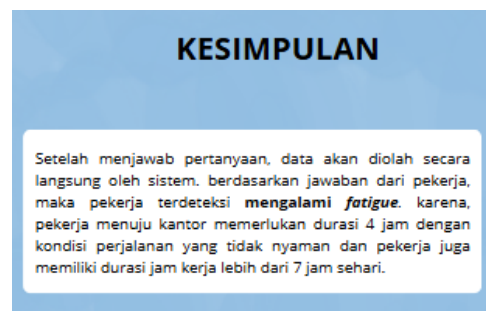 KESIMPULAN
Setelah menjawab pertanyaan, data akan diolah secara
langsung oleh sistem. berdasarkan jawaban dari pekerja,
maka pekerja terdeteksi mengalami fatigue. karena,
pekerja menuju kantor memerlukan durasi 4 jam dengan
kondisi perjalanan yang tidak nyaman dan pekerja juga
memiliki durasi jam kerja lebih dari 7 jam sehari.